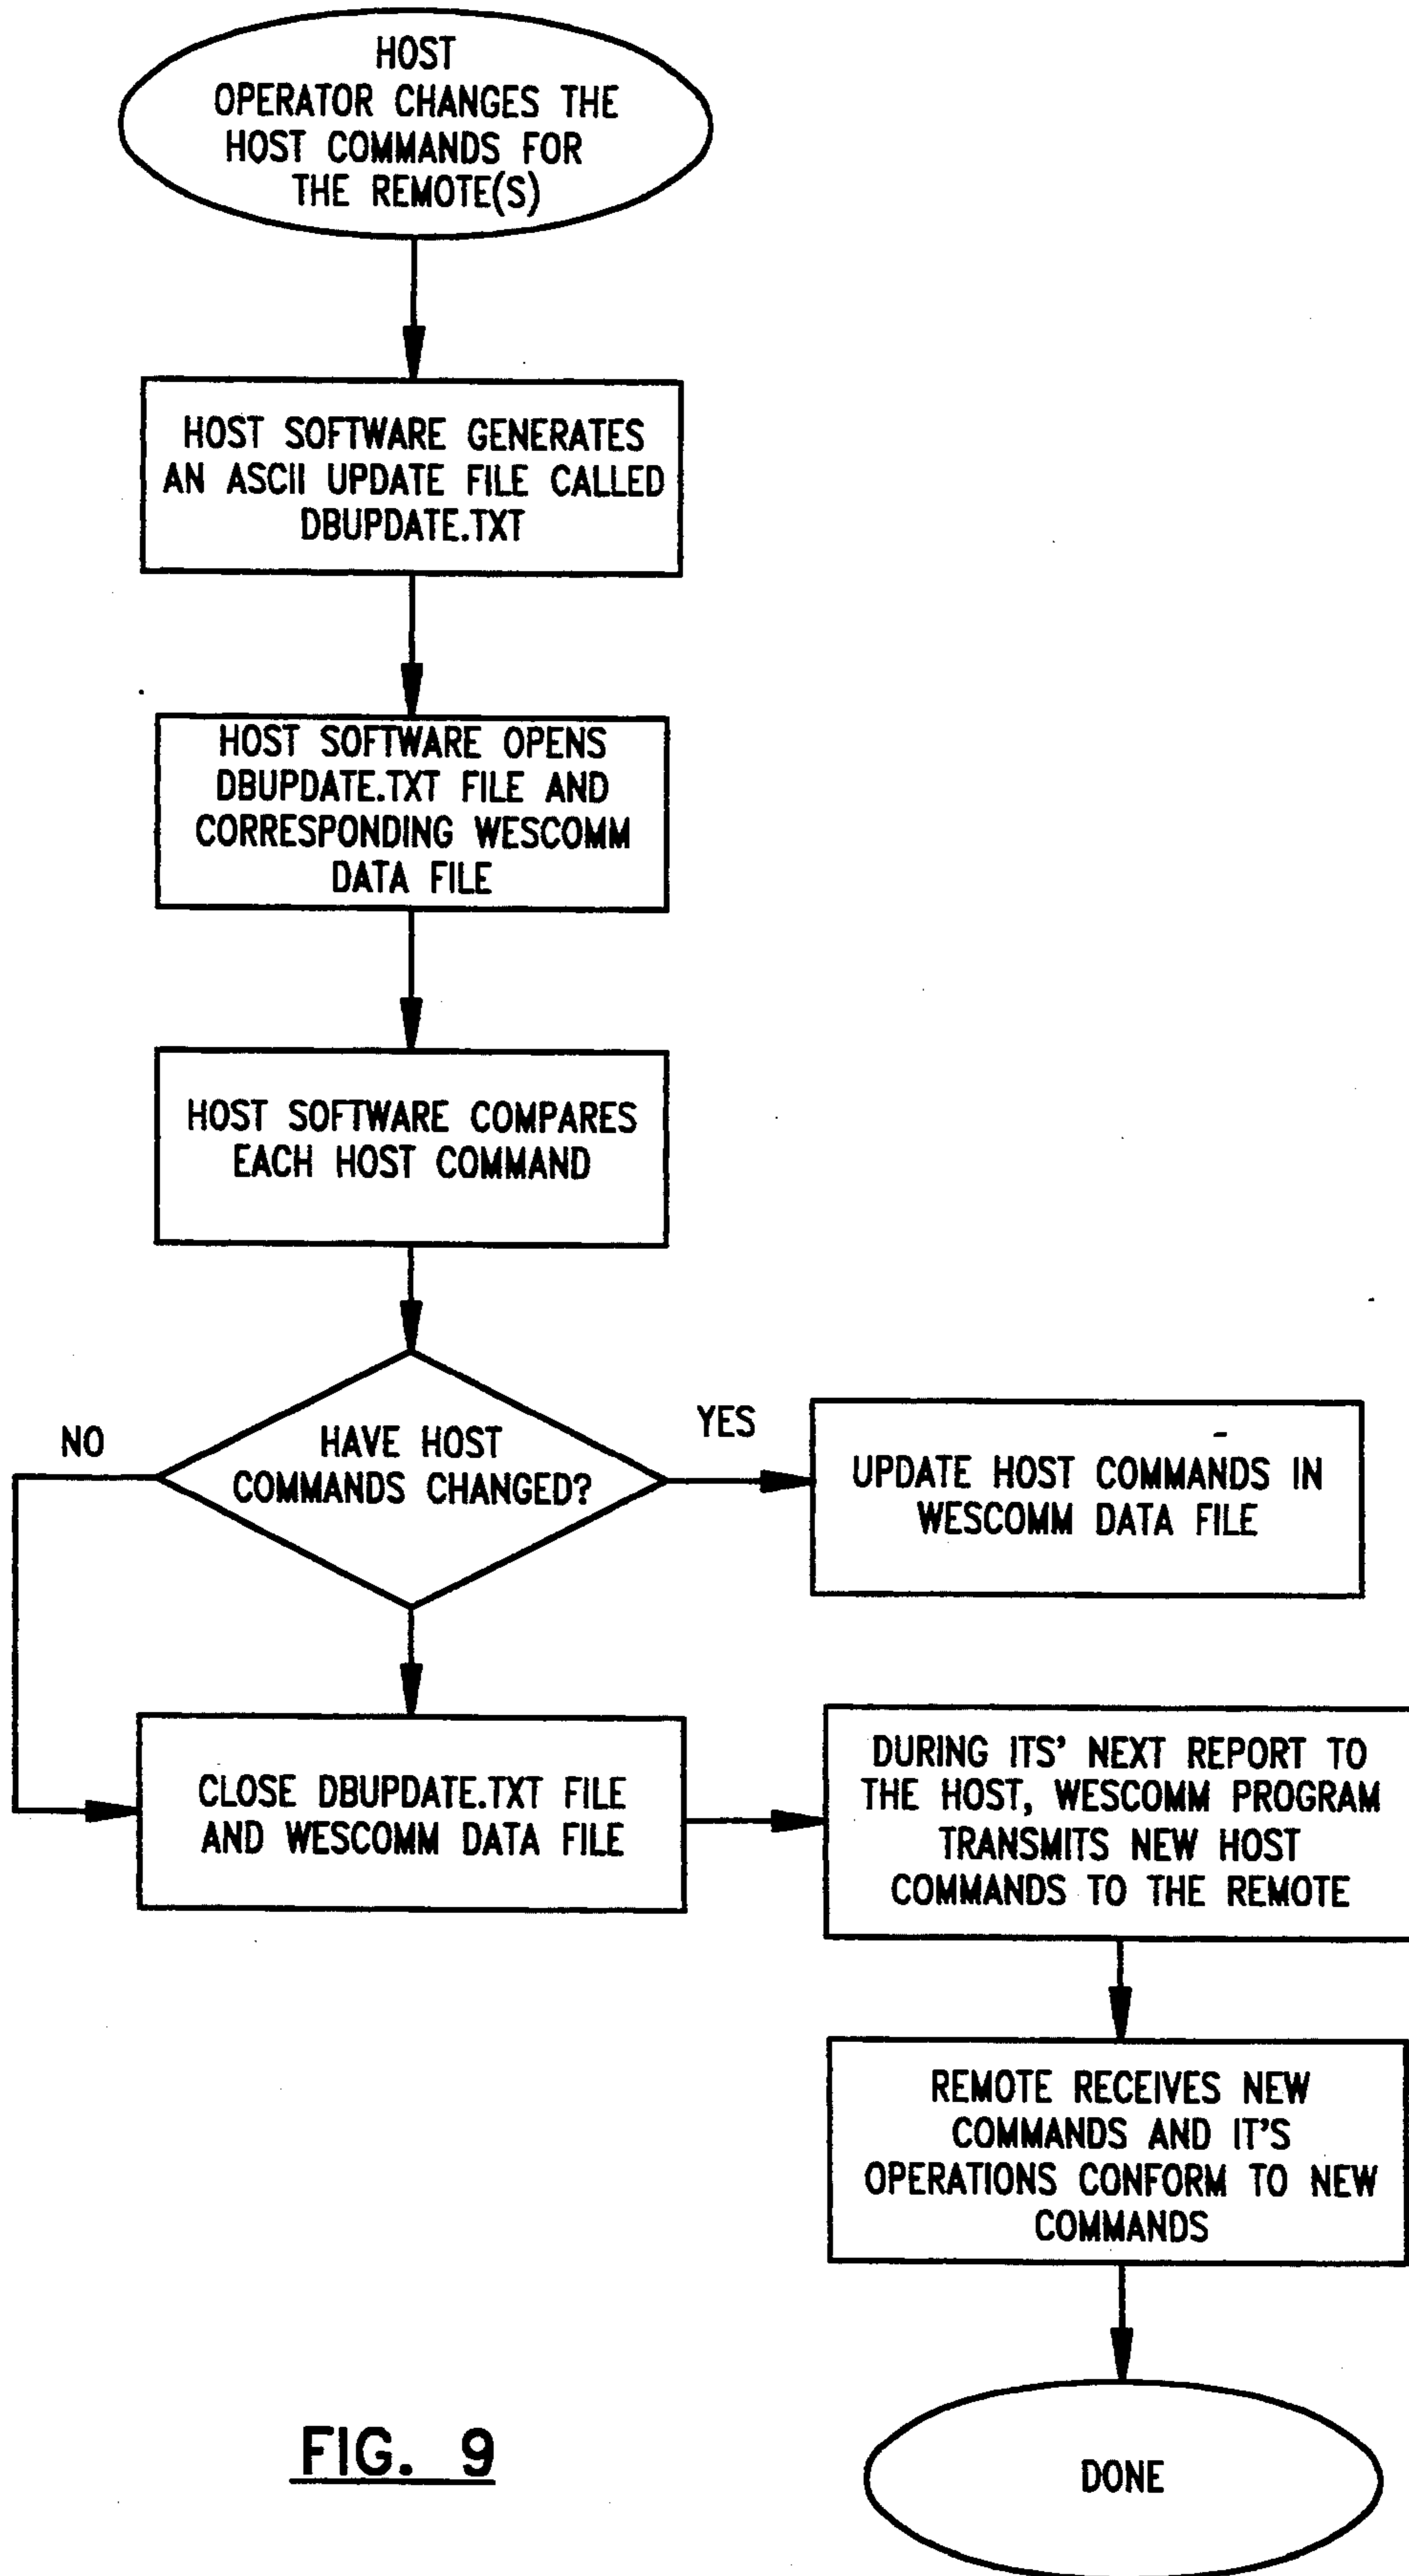 HOST
OPERATOR CHANGES THE
HOST COMMANDS FOR
THE REMOTE(S)
HOST SOFTWARE GENERATES
AN ASCII UPDATE FILE CALLED
DBUPDATE.TXT
HOST SOFTWARE OPENS
DBUPDATE.TXT FILE AND
CORRESPONDING WESCOMM
DATA FILE
HOST SOFTWARE COMPARES
EACH HOST COMMAND
NO
HAVE HOST
COMMANDS CHANGED?
YES
UPDATE HOST COMMANDS IN
WESCOMM DATA FILE
CLOSE DBUPDATE.TXT FILE
AND WESCOMM DATA FILE
DURING ITS' NEXT REPORT TO
THE HOST, WESCOMM PROGRAM
TRANSMITS NEW HOST
COMMANDS TO THE REMOTE
REMOTE RECEIVES NEW
COMMANDS AND IT'S
OPERATIONS CONFORM TO NEW
COMMANDS
DONE
FIG. 9